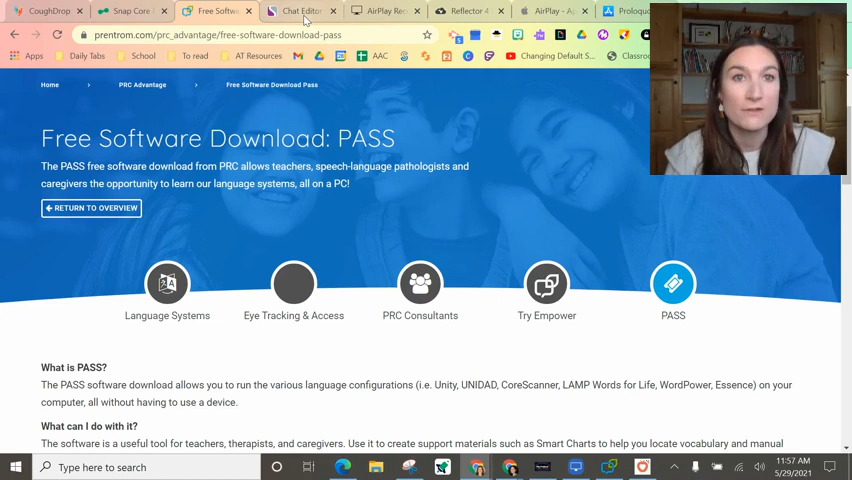 CoughDrop
Snap Core
Free Softwa
Chat Editor
AirPlay Rec
Reflector 4
AirPlay - Ap
Proloquo
prentrom.com/prc_advantage/free-software-download-pass
Apps
Daily Tabs
To read
AT Resources
AAC
Changing Default S...
Classroo
Home
PRC Advantage
Free Software Download Pass
Free Software Download: PASS
The PASS free software download from PRC allows teachers, speech-language pathologists and
caregivers the opportunity to learn our language systems, all on a PC!
RETURN TO OVERVIEW
Language Systems
Eye Tracking & Access
PRC Consultants
Try Empower
PASS
What is PASS?
The PASS software download allows you to run the various language configurations (i.e. Unity, UNIDAD, CoreScanner, LAMP Words for Life, WordPower, Essence) on your
computer, all without having to use a device.
What can I do with it?
The software is a useful tool for teachers, therapists, and caregivers. Use it to create support materials such as Smart Charts to help you locate vocabulary and manual
Type here to search
11:57 AM
5/29/2021